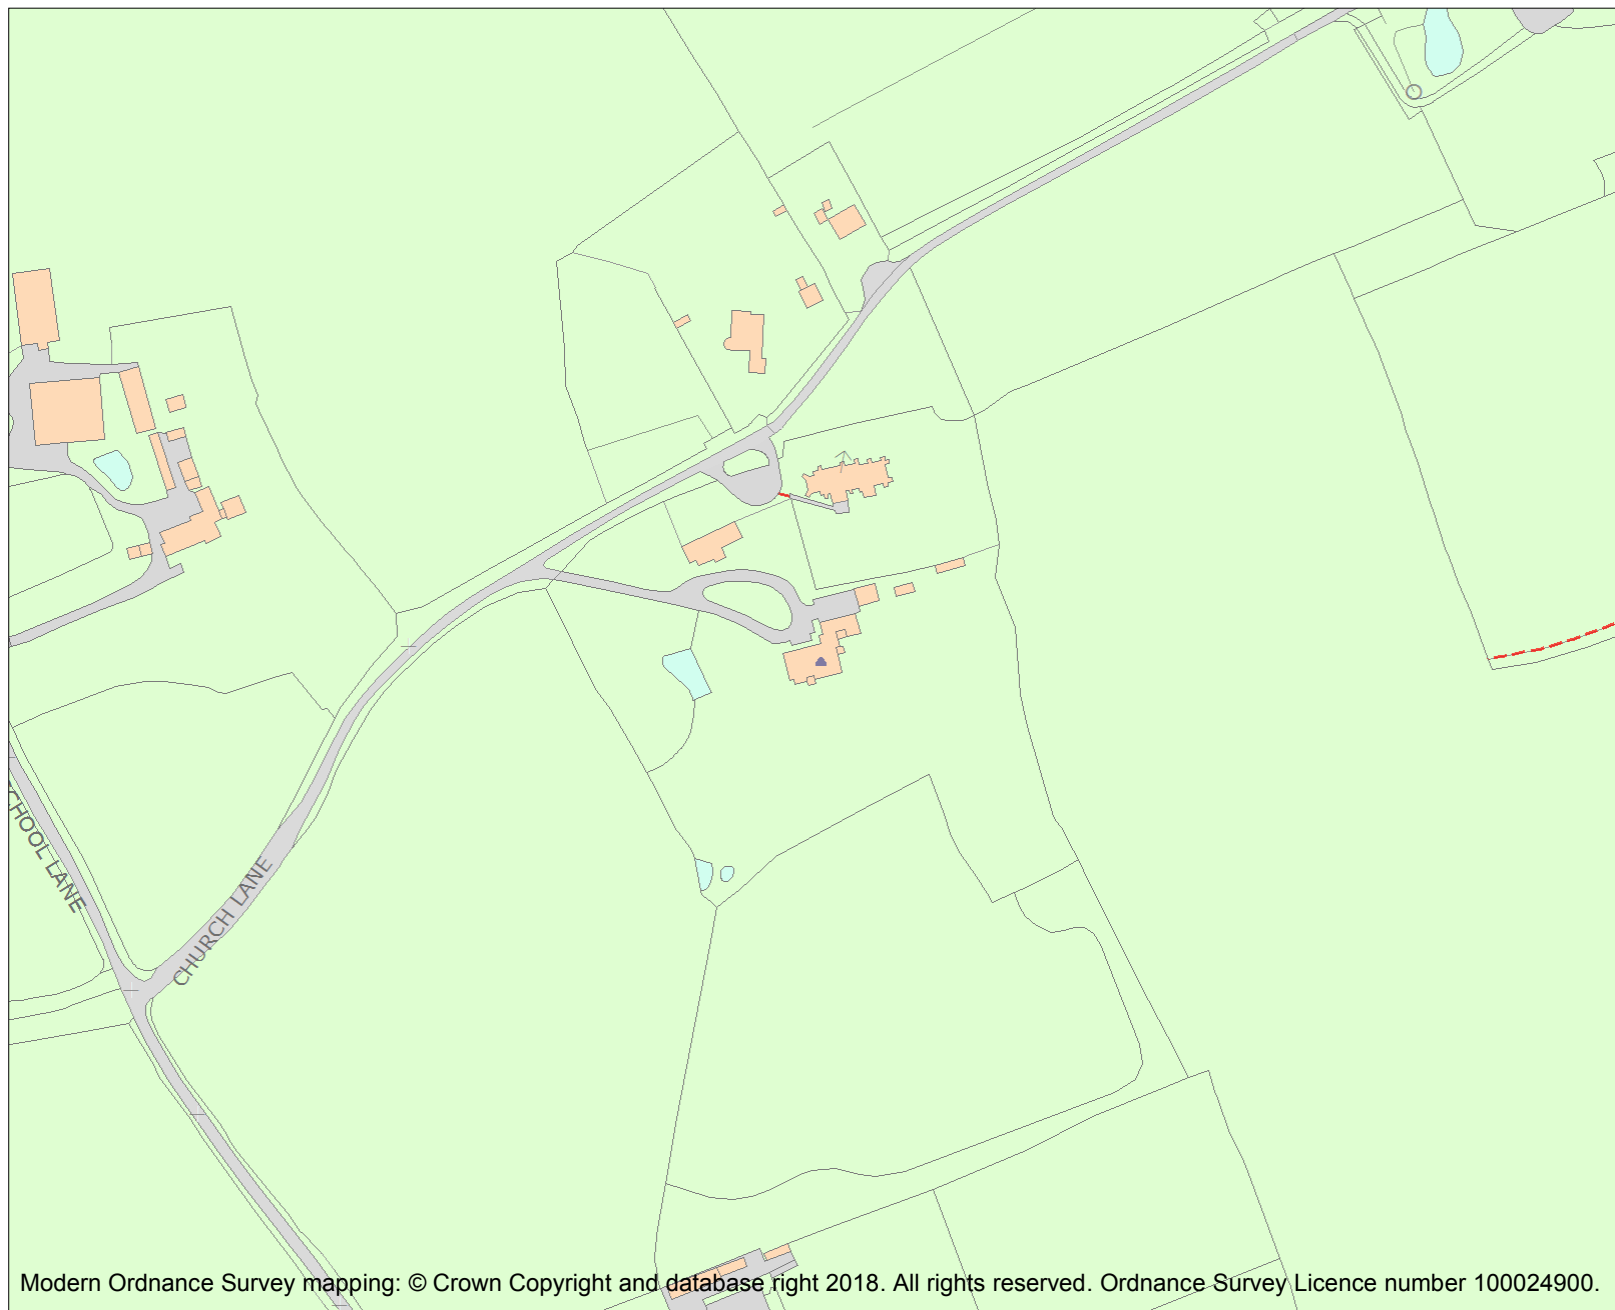 CHOOL LANE
CHURCH LANE
Modern Ordnance Survey mapping: © Crown Copyright and database right 2018. All rights reserved. Ordnance Survey Licence number 100024900.